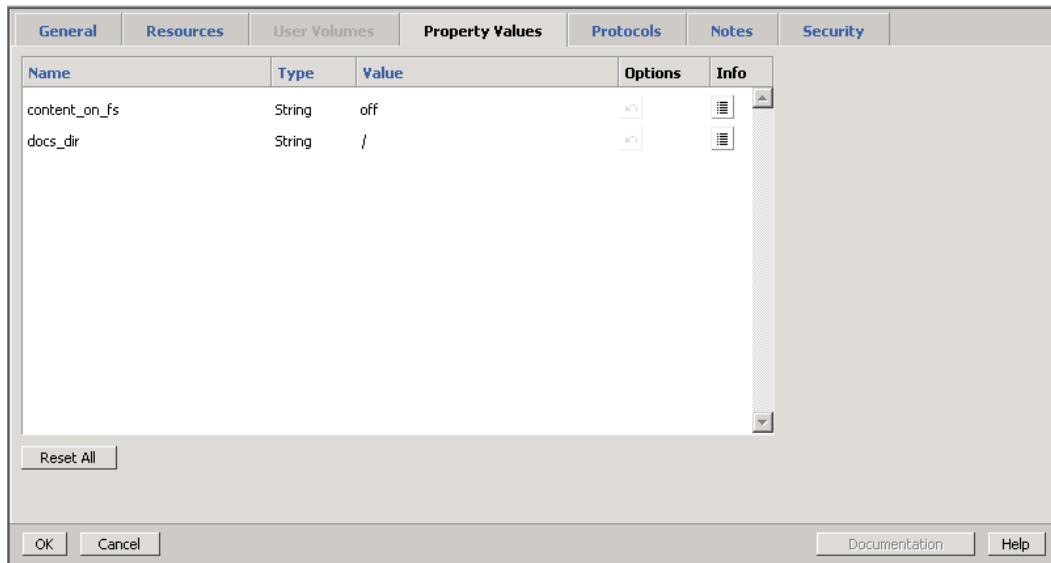 General Resources User Volumes Property Values Protocols Notes Security
Name Type Value Options Info
content_on_fs String off
docs_dir String /
Reset All
OK Cancel Documentation Help